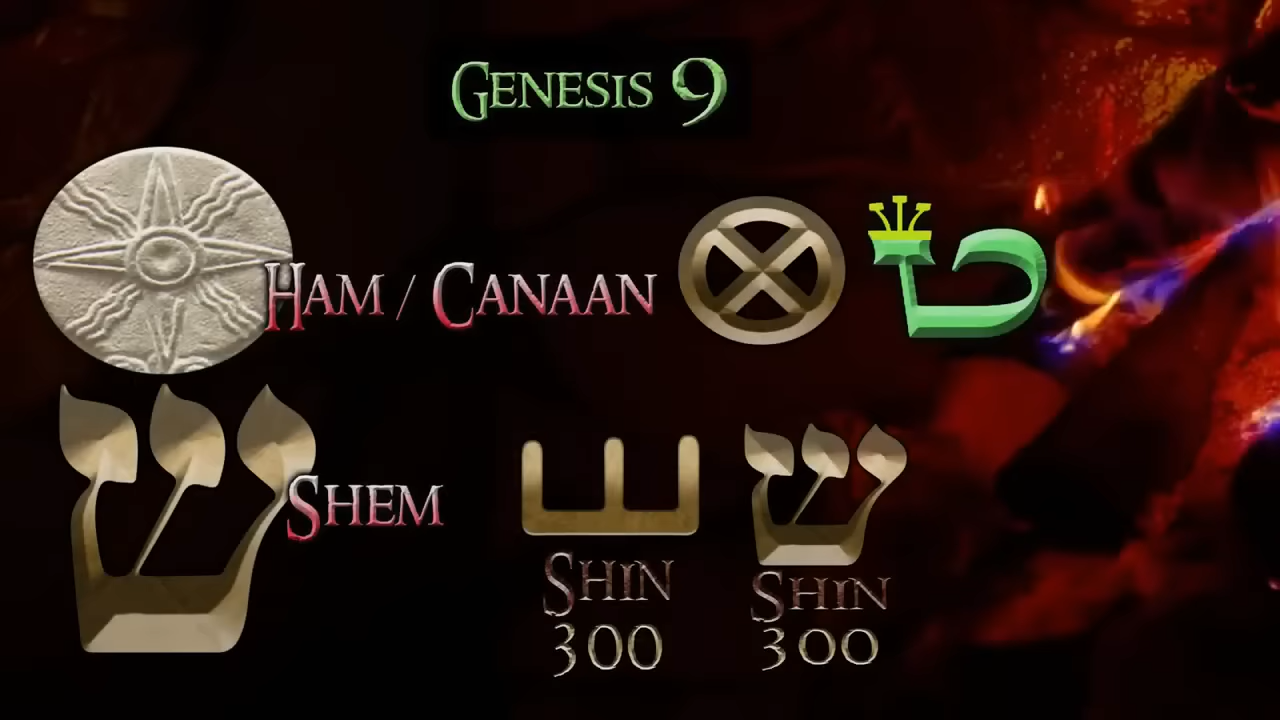 Genesis 9
Ham / Canaan ט
ש Shem
ש
Shin Shin
300 300